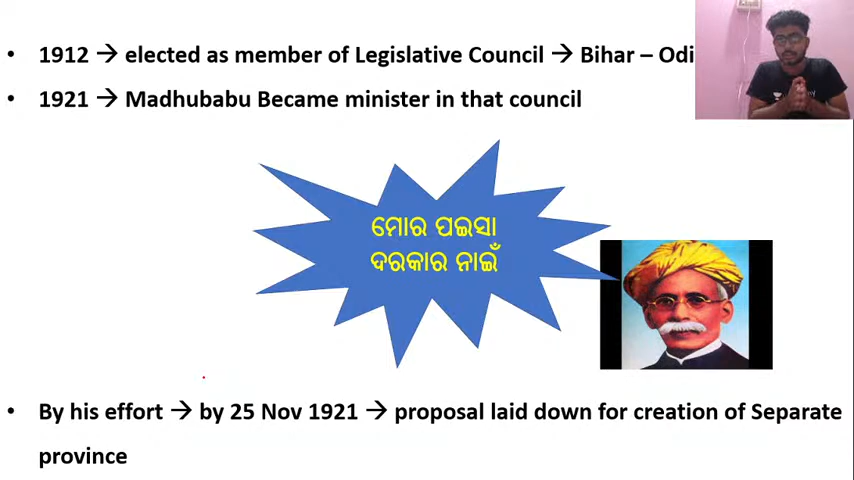 • 1912 → elected as member of Legislative Council → Bihar – Odi
• 1921 → Madhubabu Became minister in that council
ମୋର ପଇସା
ଦରକାର ନାଇଁ
• By his effort → by 25 Nov 1921 → proposal laid down for creation of Separate
province